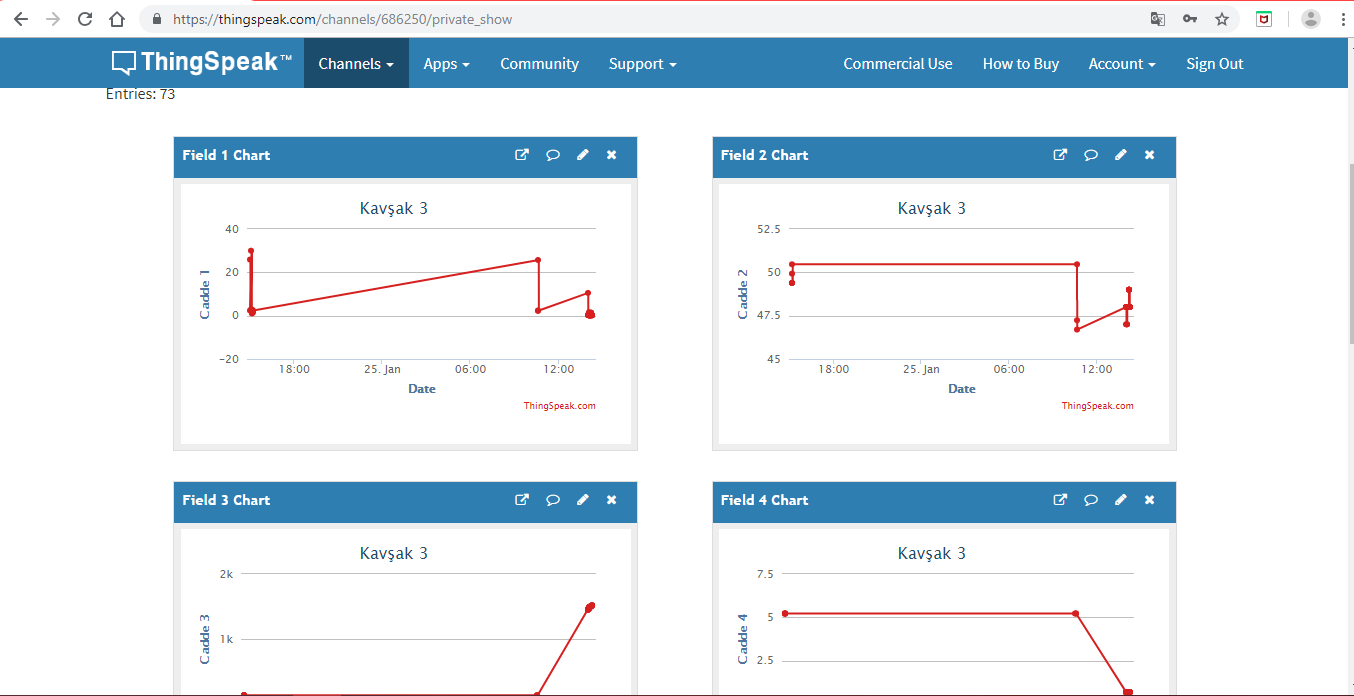 https://thingspeak.com/channels/686250/private_show
ThingSpeak™ Channels Apps Community Support Commercial Use How to Buy Account Sign Out
Entries: 73
Field 1 Chart
Kavşak 3
40
20
0
-20
Cadde 1
18:00 25. Jan 06:00 12:00
Date
ThingSpeak.com
Field 2 Chart
Kavşak 3
52.5
50
47.5
45
Cadde 2
18:00 25. Jan 06:00 12:00
Date
ThingSpeak.com
Field 3 Chart
Kavşak 3
2k
1k
Cadde 3
Field 4 Chart
Kavşak 3
7.5
5
2.5
Cadde 4